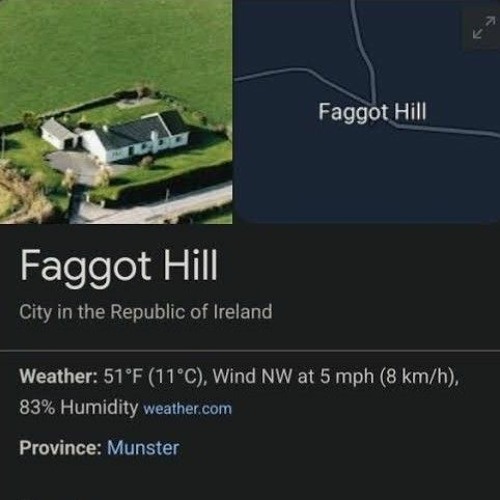 Faggot Hill
Faggot Hill
City in the Republic of Ireland
Weather: 51°F (11°C), Wind NW at 5 mph (8 km/h),
83% Humidity weather.com
Province: Munster